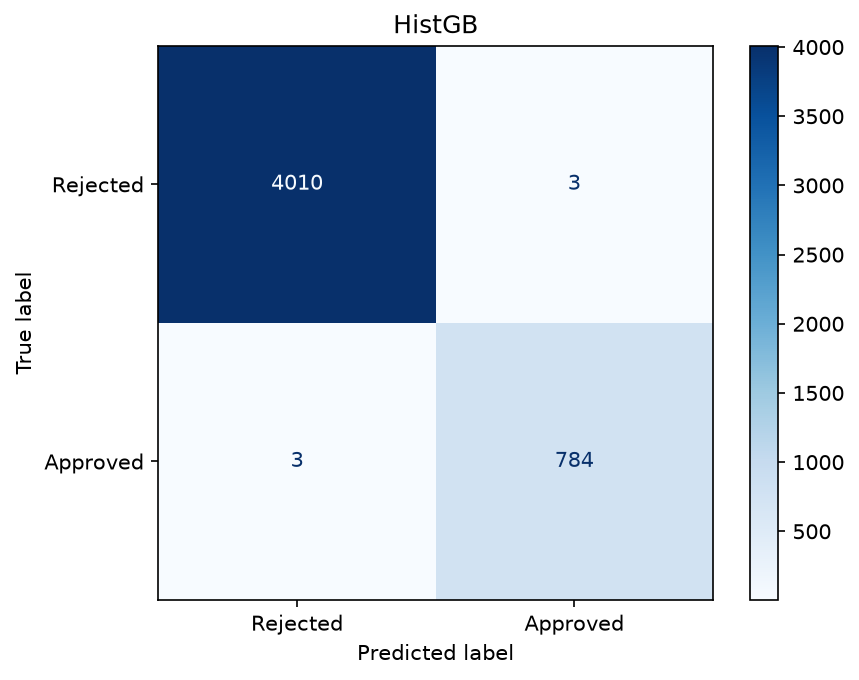 HistGB
4000
3500
3000
2500
2000
1500
1000
500
True label
Rejected
4010
3
Approved
3
784
Rejected
Approved
Predicted label